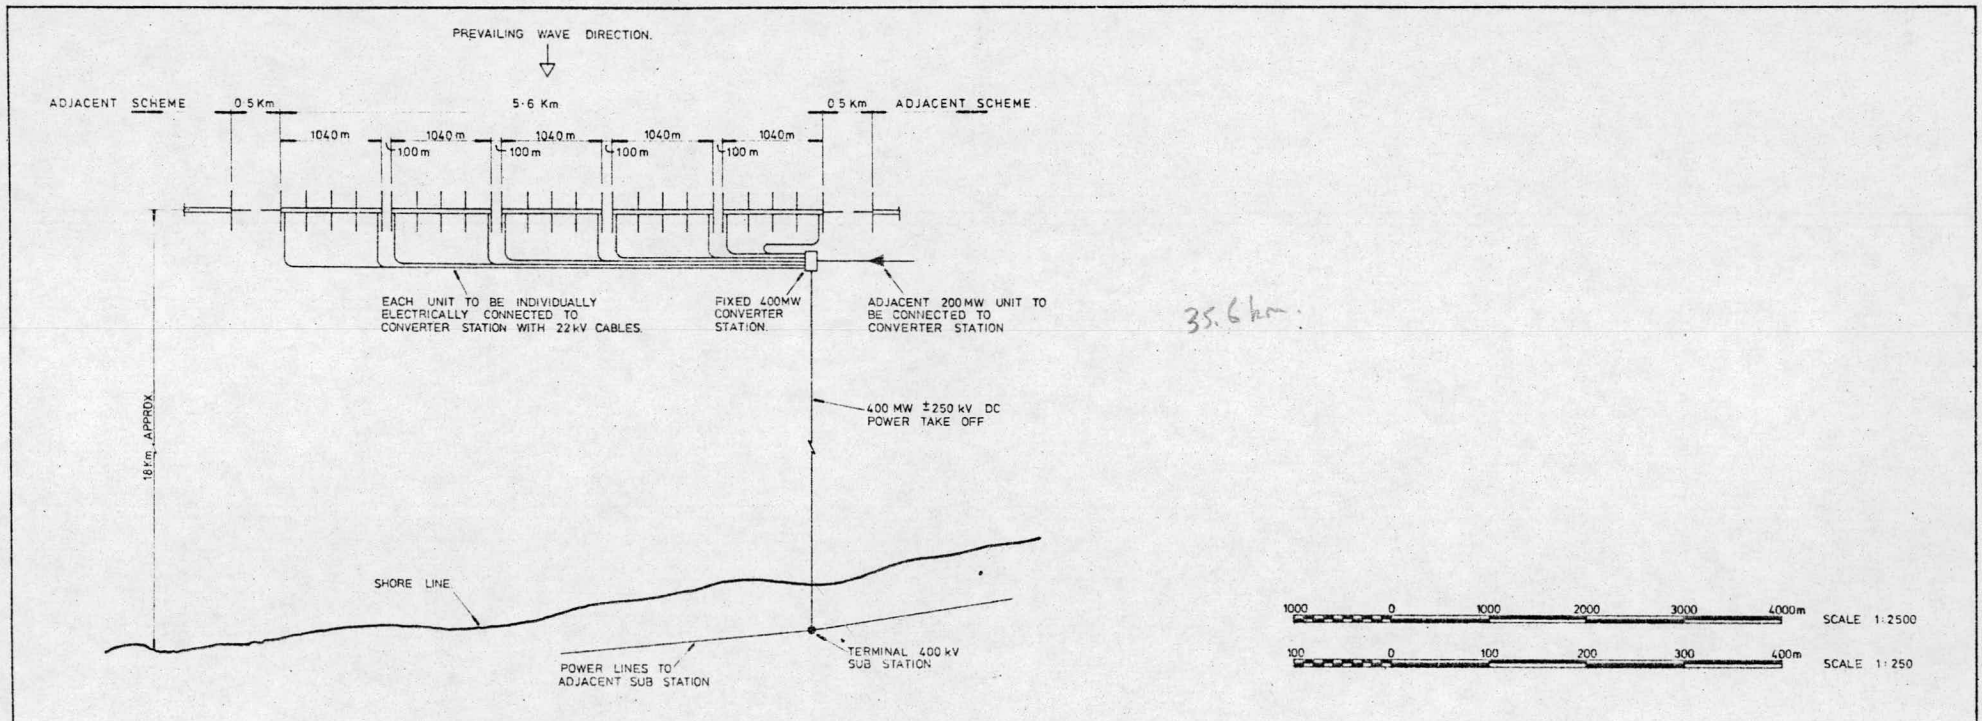 PREVAILING WAVE DIRECTION.
ADJACENT SCHEME
0·5 Km
5·6 Km
0·5 Km
ADJACENT SCHEME.
1040m
1040m
1040m
1040m
1040m
100 m
100 m
100 m
100 m
EACH UNIT TO BE INDIVIDUALLY
ELECTRICALLY CONNECTED TO
CONVERTER STATION WITH 22kV CABLES.
FIXED 400MW
CONVERTER
STATION.
ADJACENT 200MW UNIT TO
BE CONNECTED TO
CONVERTER STATION
35.6 km.
18Km. APPROX.
400 MW ±250 kV DC
POWER TAKE OFF
SHORE LINE.
POWER LINES TO
ADJACENT SUB STATION
TERMINAL 400 kV
SUB STATION
1000 0 1000 2000 3000 4000m SCALE 1:2500
100 0 100 200 300 400m SCALE 1:250